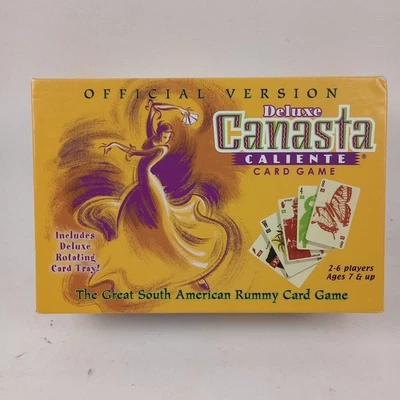 OFFICIAL VERSION
Deluxe
Canasta
CALIENTE®
CARD GAME
Includes
Deluxe
Rotating
Card Tray!
2-6 players
Ages 7 & up
The Great South American Rummy Card Game